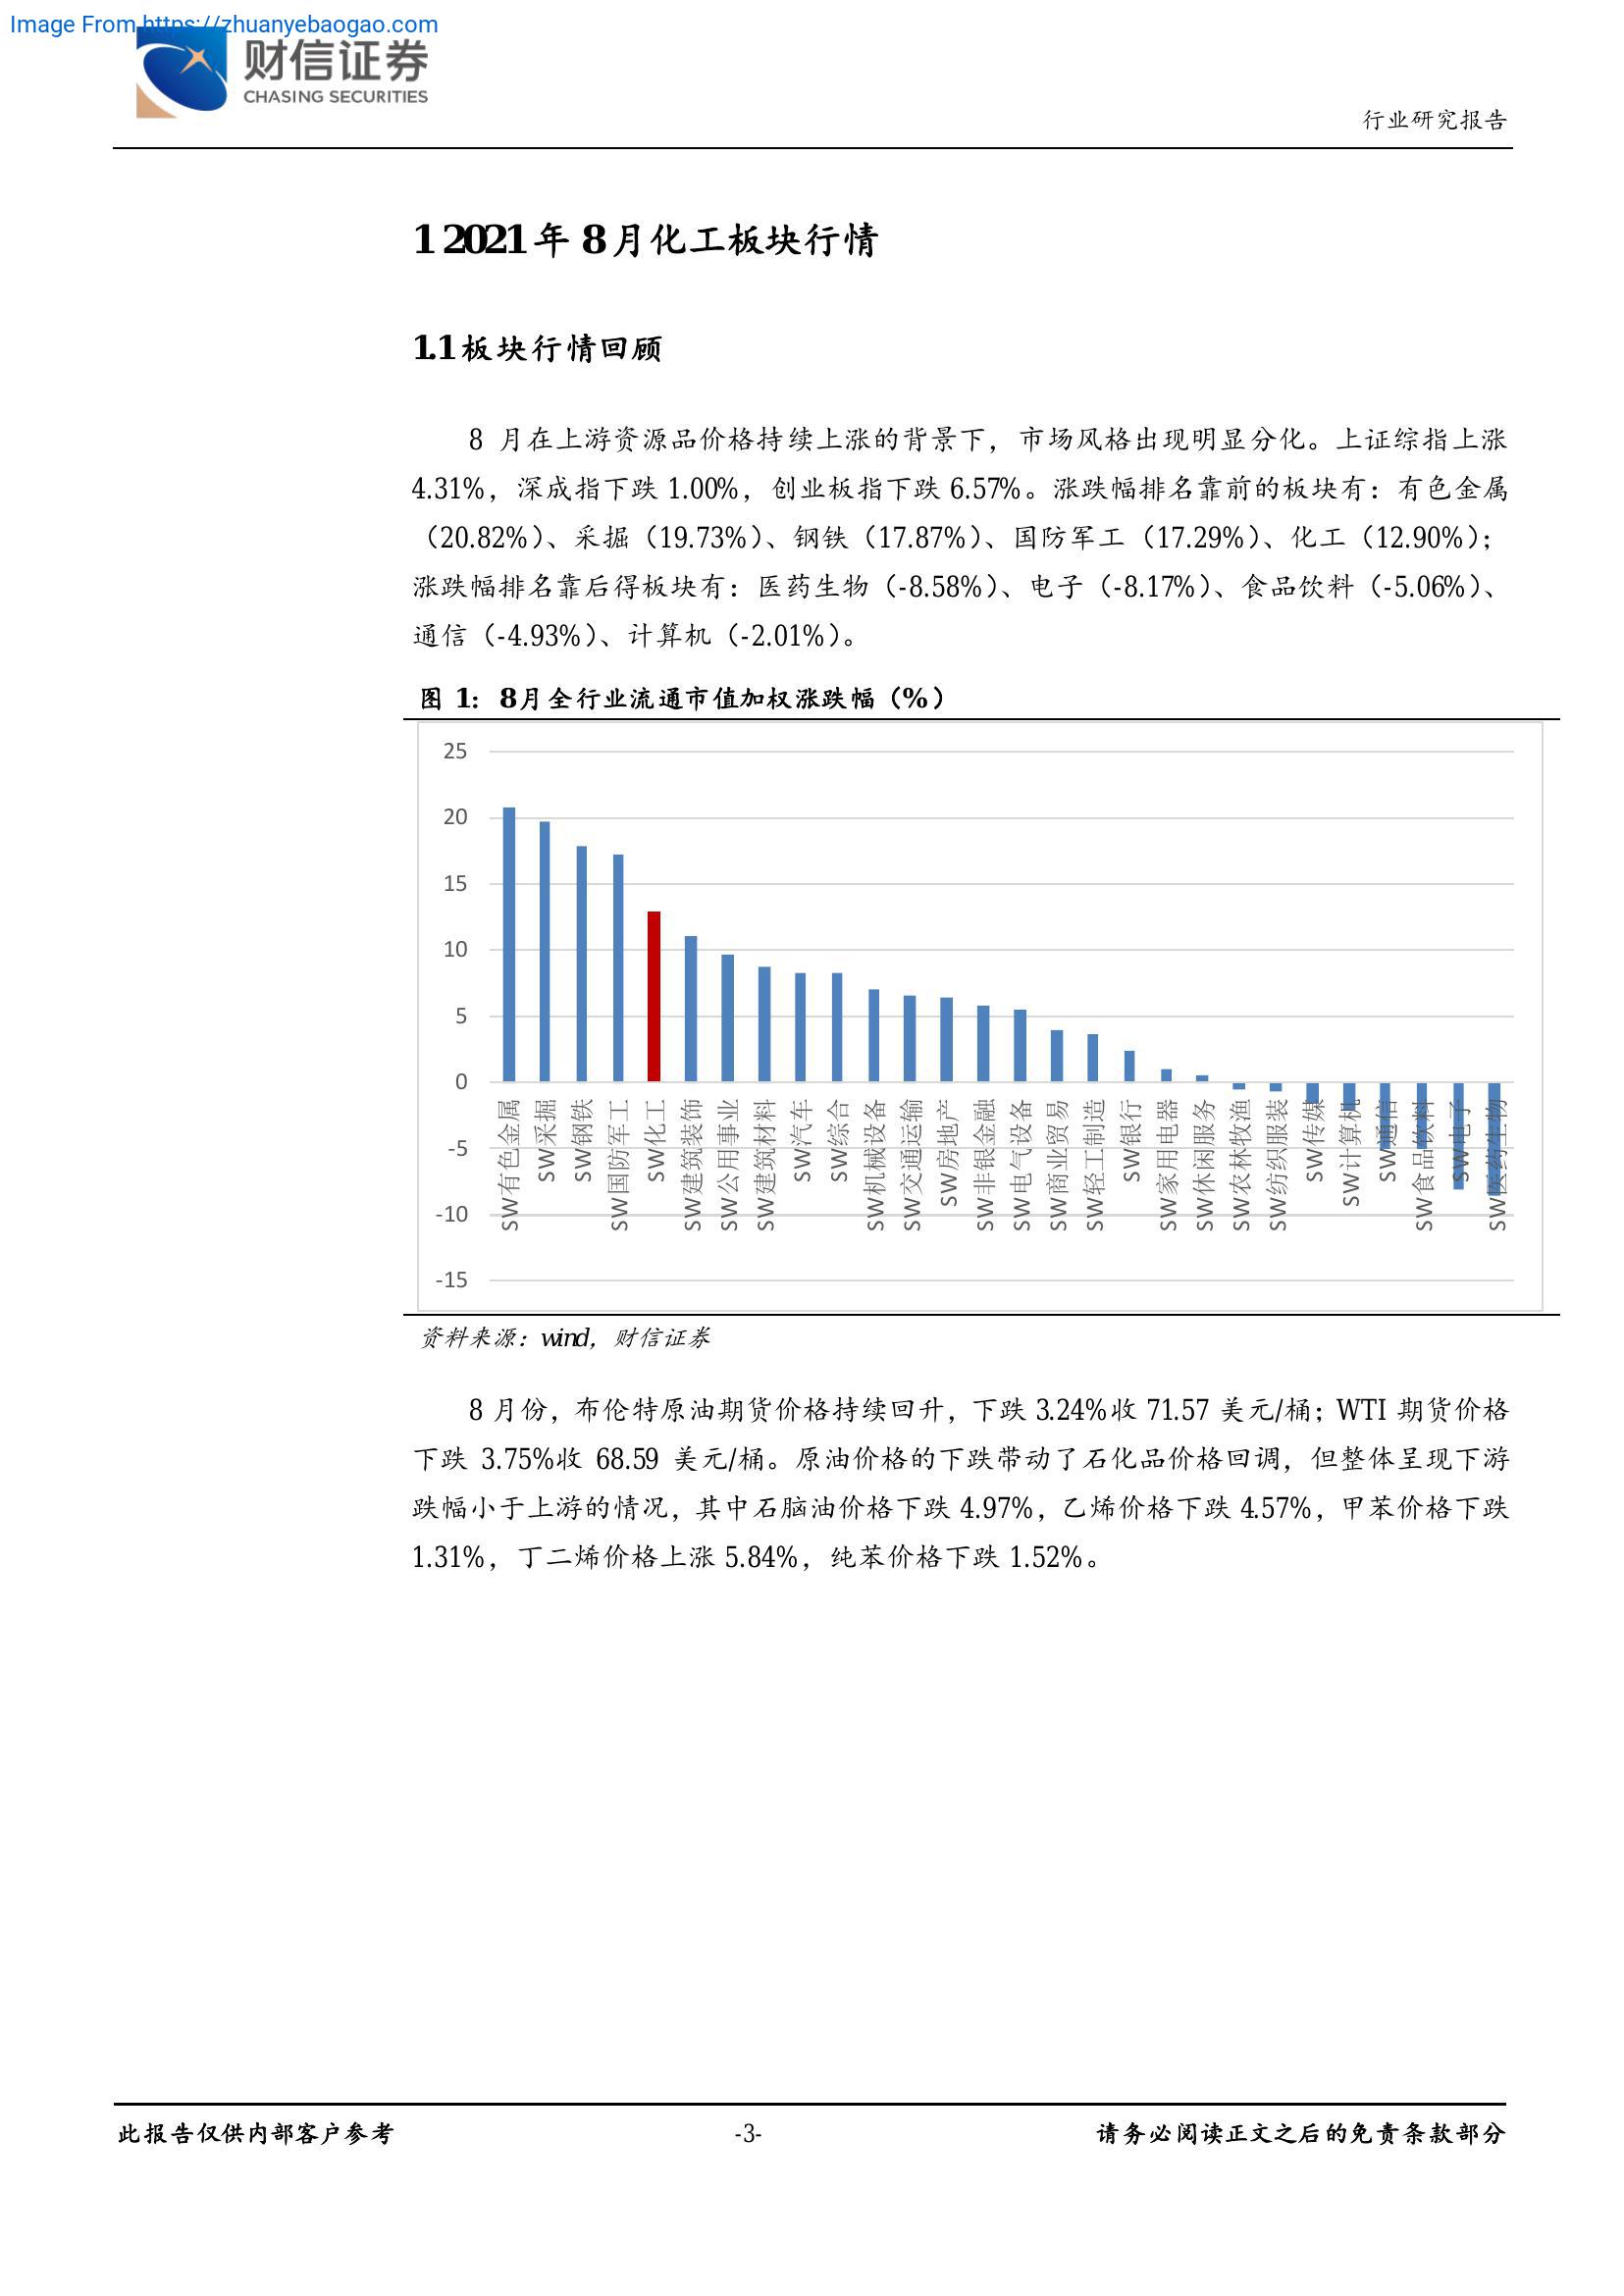 Image From https://zhuanyebaogao.com
财信证券
CHASING SECURITIES
行业研究报告
1 2021 年 8 月化工板块行情
1.1 板块行情回顾
8 月在上游资源品价格持续上涨的背景下，市场风格出现明显分化。上证综指上涨
4.31%，深成指下跌 1.00%，创业板指下跌 6.57%。涨跌幅排名靠前的板块有：有色金属
（20.82%）、采掘（19.73%）、钢铁（17.87%）、国防军工（17.29%）、化工（12.90%）；
涨跌幅排名靠后得板块有：医药生物（-8.58%）、电子（-8.17%）、食品饮料（-5.06%）、
通信（-4.93%）、计算机（-2.01%）。
图 1：8 月全行业流通市值加权涨跌幅（%）
25
20
15
10
5
0
-5
-10
-15
SW有色金属
SW采掘
SW钢铁
SW国防军工
SW化工
SW建筑装饰
SW公用事业
SW建筑材料
SW汽车
SW综合
SW机械设备
SW交通运输
SW房地产
SW非银金融
SW电气设备
SW商业贸易
SW轻工制造
SW银行
SW家用电器
SW休闲服务
SW农林牧渔
SW纺织服装
SW传媒
SW计算机
SW通信
SW食品饮料
SW电子
SW医药生物
资料来源：wind，财信证券
8 月份，布伦特原油期货价格持续回升，下跌 3.24%收 71.57 美元/桶；WTI 期货价格
下跌 3.75%收 68.59 美元/桶。原油价格的下跌带动了石化品价格回调，但整体呈现下游
跌幅小于上游的情况，其中石脑油价格下跌 4.97%，乙烯价格下跌 4.57%，甲苯价格下跌
1.31%，丁二烯价格上涨 5.84%，纯苯价格下跌 1.52%。
此报告仅供内部客户参考
-3-
请务必阅读正文之后的免责条款部分